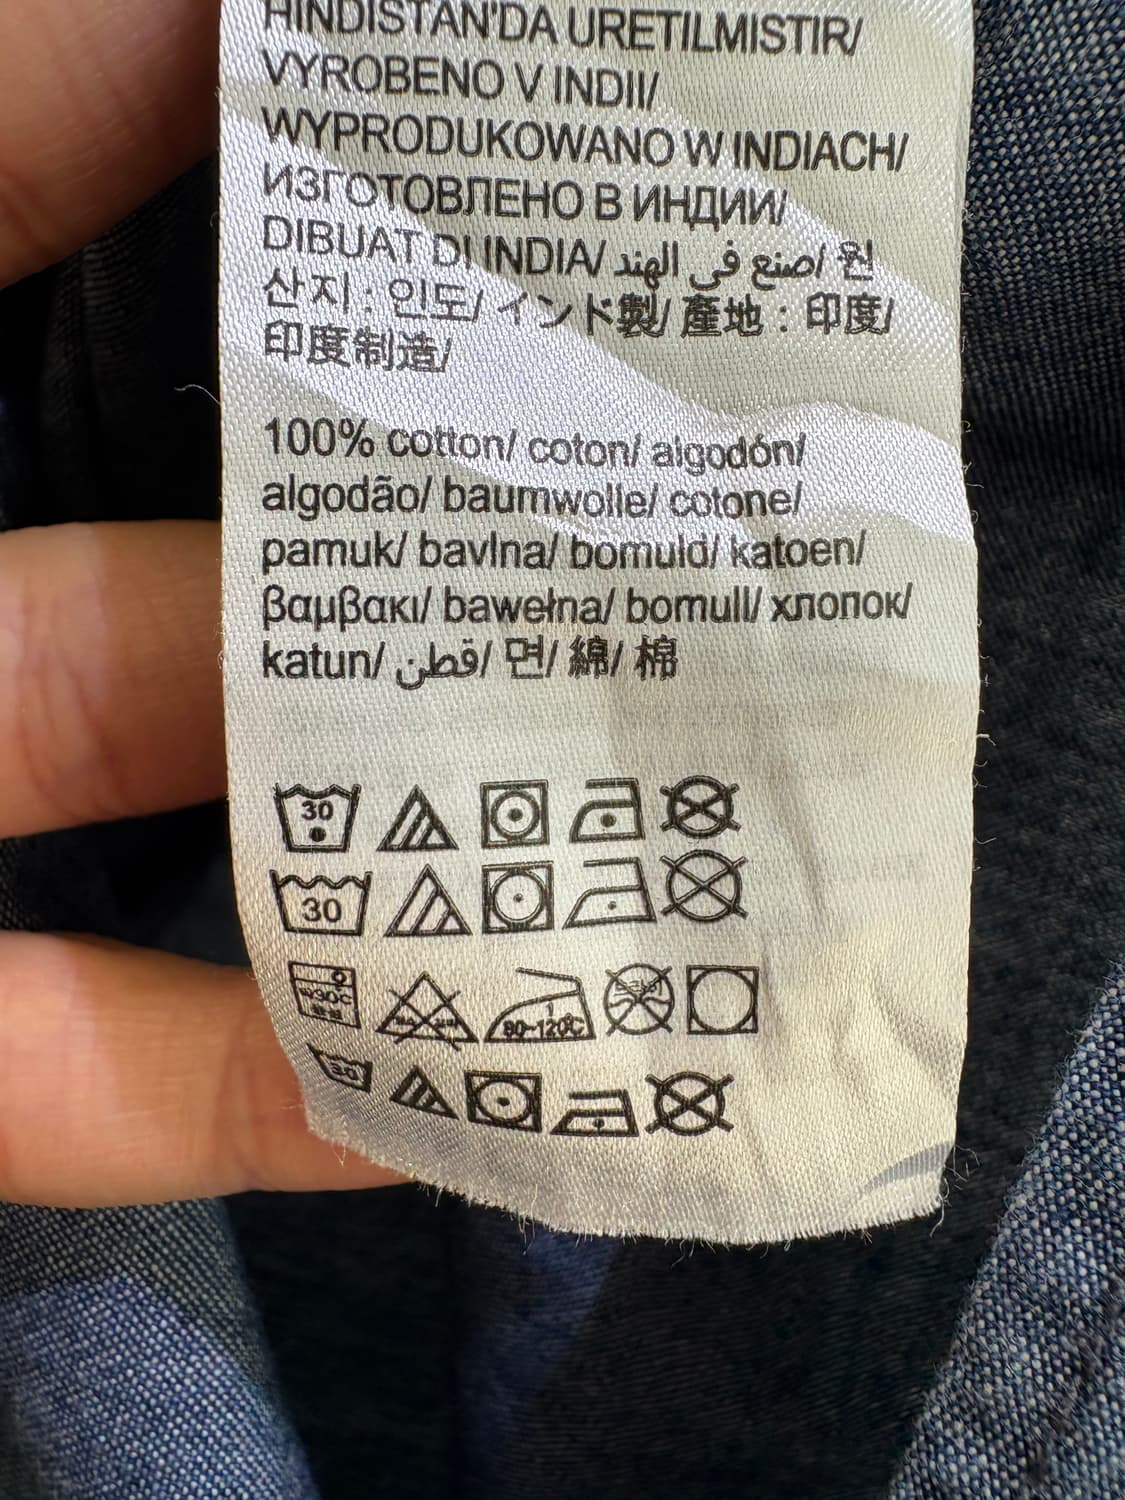 HINDISTAN'DA URETILMISTIR/
VYROBENO V INDII/
WYPRODUKOWANO W INDIACH/
ИЗГОТОВЛЕНО В ИНДИИ/
DIBUAT DI INDIA/ صنع في الهند/ 원
산지 : 인도/ インド製/ 產地 : 印度/
印度制造/
100% cotton/ coton/ algodón/
algodão/ baumwolle/ cotone/
pamuk/ bavlna/ bomuld/ katoen/
βαμβακι/ bawełna/ bomull/ хлопок/
katun/ قطن/ 면/ 綿/ 棉
30
30
80~120℃
30